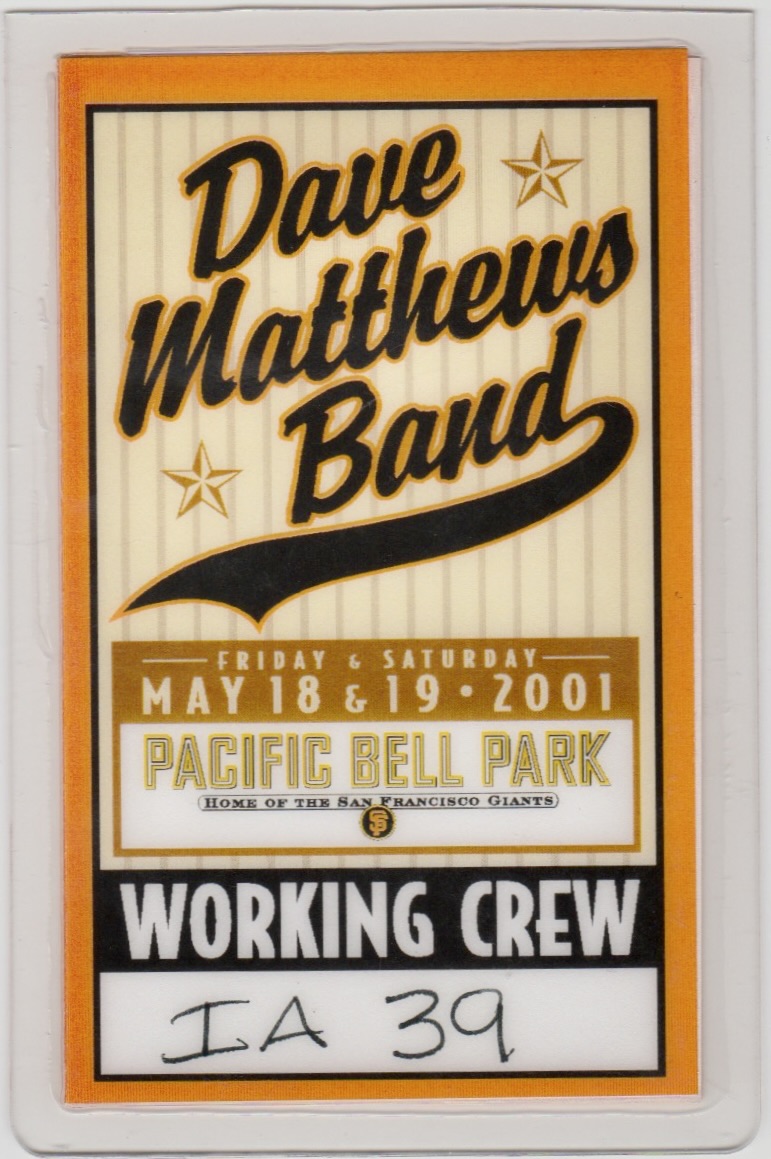 Dave
Matthews
Band
FRIDAY & SATURDAY
MAY 18 & 19 • 2001
PACIFIC BELL PARK
HOME OF THE SAN FRANCISCO GIANTS
SF
WORKING CREW
IA 39